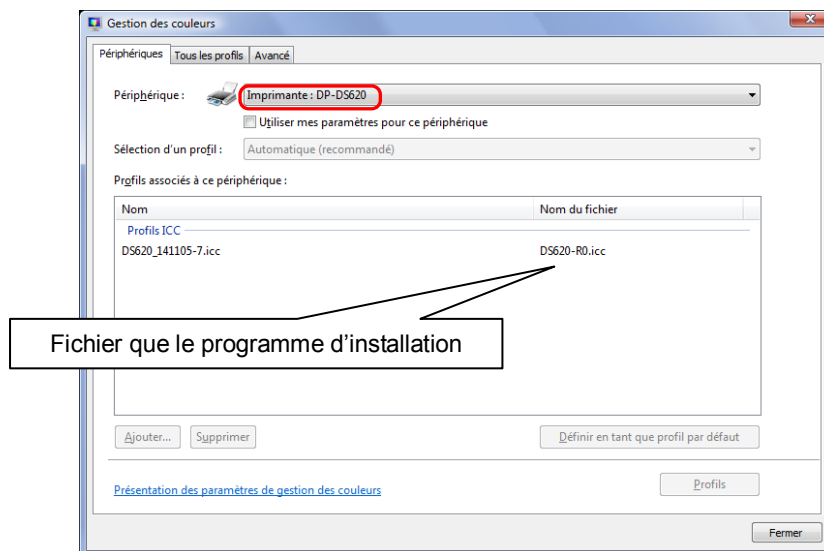 Gestion des couleurs
Périphériques Tous les profils Avancé
Périphérique : Imprimante : DP-DS620
Utiliser mes paramètres pour ce périphérique
Sélection d'un profil : Automatique (recommandé)
Profils associés à ce périphérique :
Nom Nom du fichier
Profils ICC
DS620_141105-7.icc DS620-R0.icc
Fichier que le programme d’installation
Ajouter... Supprimer Définir en tant que profil par défaut
Présentation des paramètres de gestion des couleurs Profils
Fermer